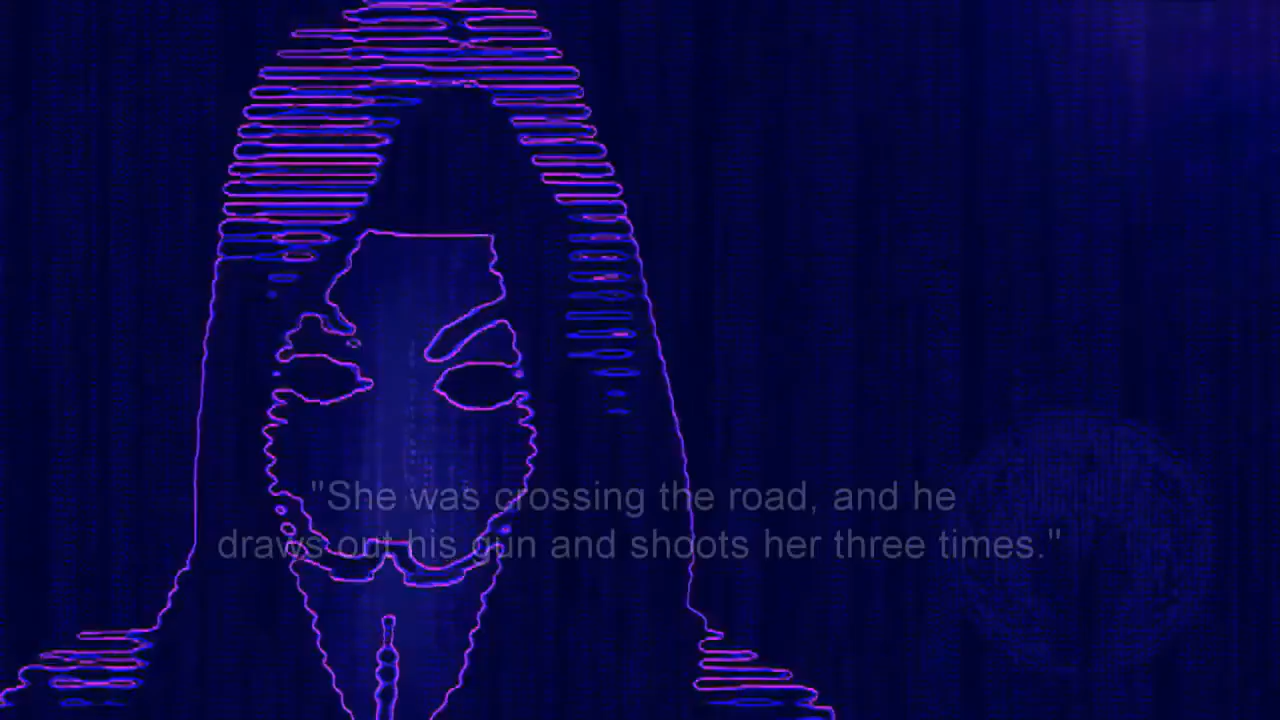 "She was crossing the road, and he
draws out his gun and shoots her three times."